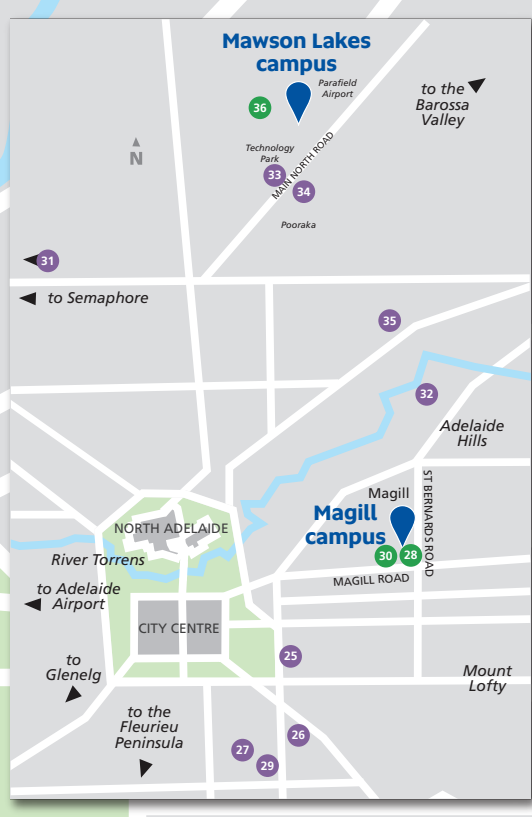 Mawson Lakes
campus
Parafield
Airport
to the
Barossa
Valley
36
N
Technology
Park
33
MAIN NORTH ROAD
34
Pooraka
31
to Semaphore
35
32
Adelaide
Hills
Magill
ST BERNARDS ROAD
Magill
campus
NORTH ADELAIDE
30
28
River Torrens
MAGILL ROAD
to Adelaide
Airport
CITY CENTRE
25
to
Glenelg
Mount
Lofty
to the
Fleurieu
Peninsula
26
27
29